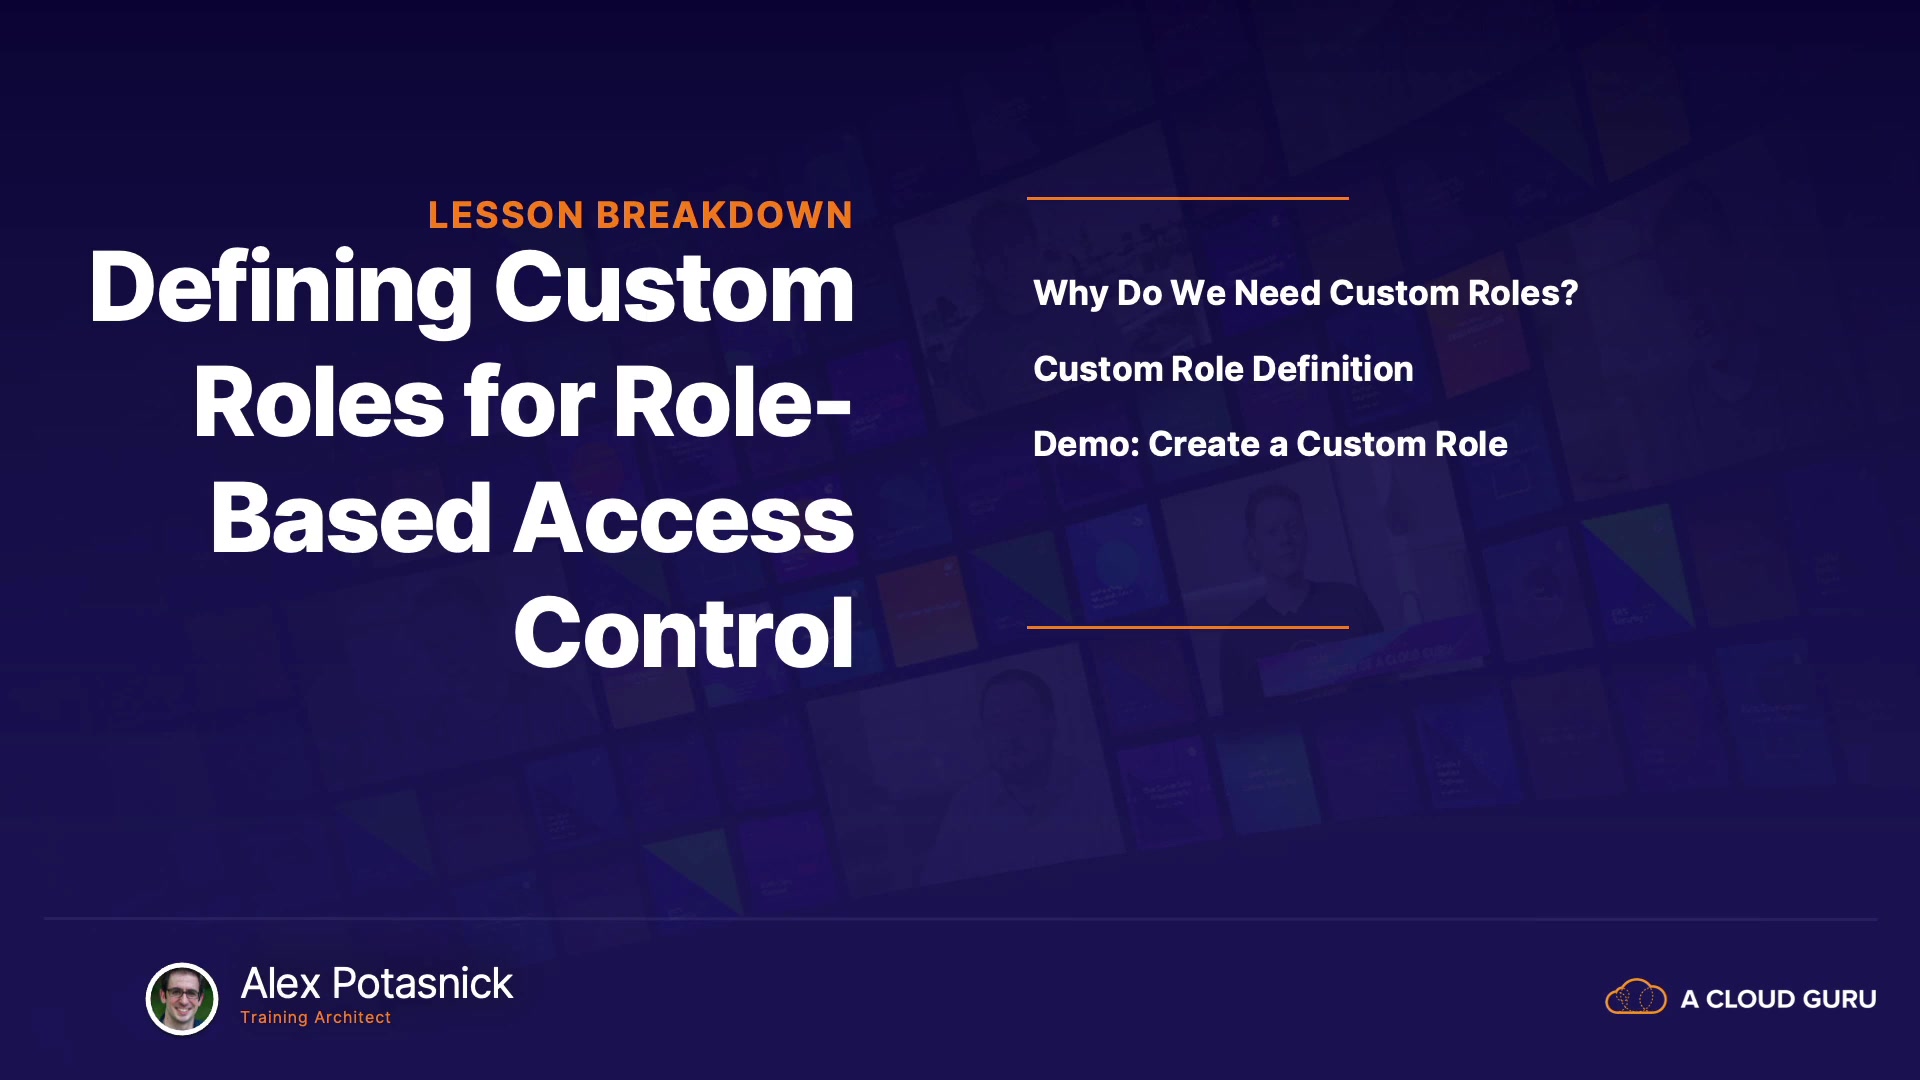 LESSON BREAKDOWN
Defining Custom
Roles for Role-
Based Access
Control
Why Do We Need Custom Roles?
Custom Role Definition
Demo: Create a Custom Role
Alex Potasnick
Training Architect
A CLOUD GURU